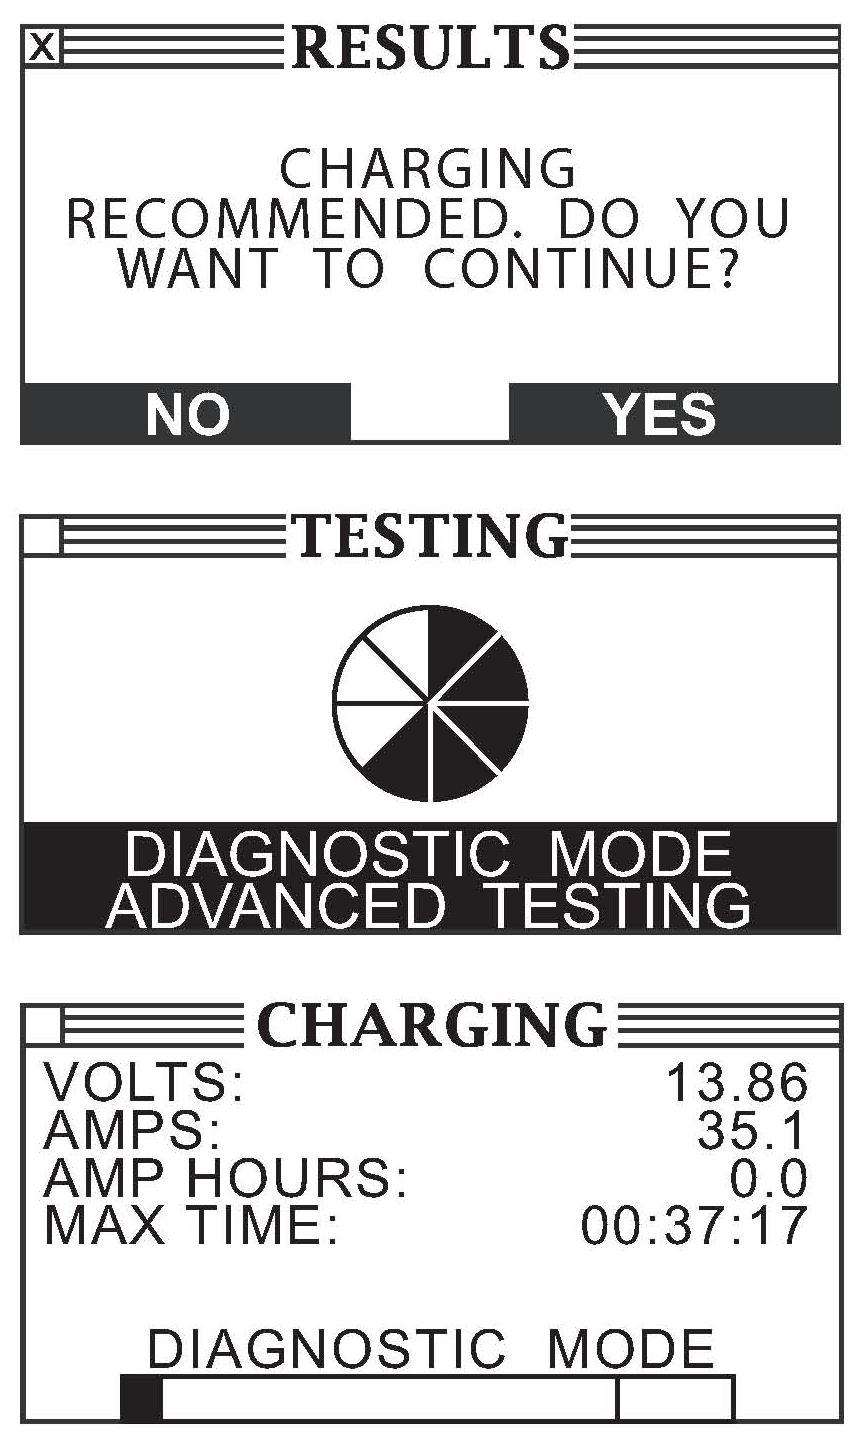 X RESULTS
CHARGING
RECOMMENDED. DO YOU
WANT TO CONTINUE?
NO YES
TESTING
DIAGNOSTIC MODE
ADVANCED TESTING
CHARGING
VOLTS: 13.86
AMPS: 35.1
AMP HOURS: 0.0
MAX TIME: 00:37:17
DIAGNOSTIC MODE